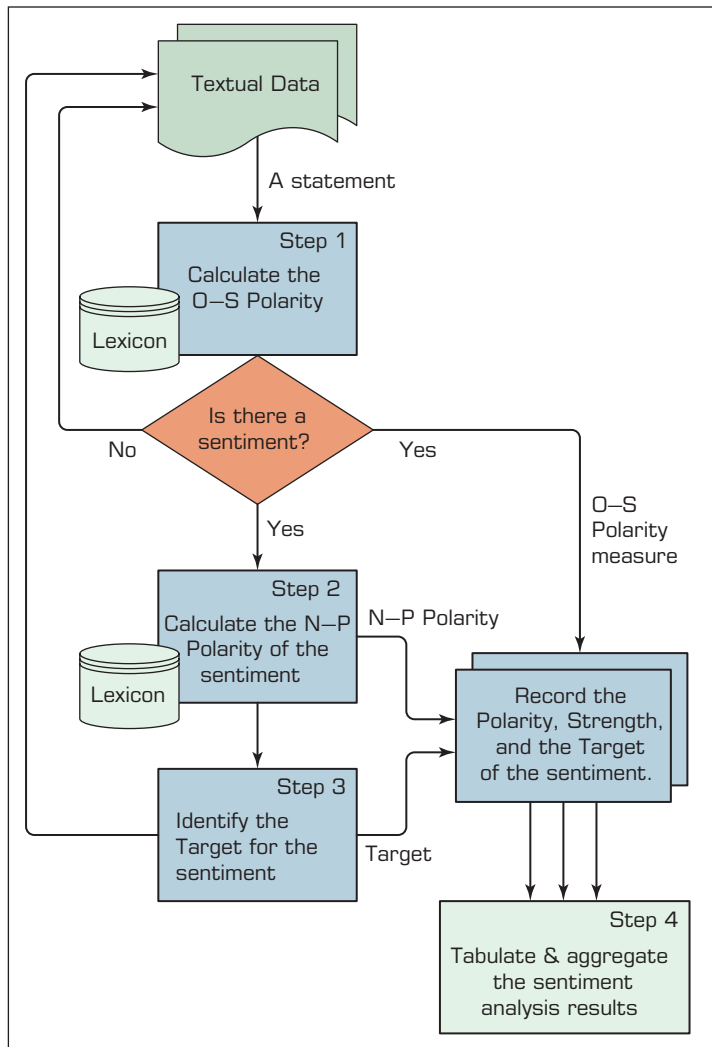 Textual Data
A statement
Step 1
Calculate the
O–S Polarity
Lexicon
Is there a
sentiment?
No
Yes
Yes
O–S
Polarity
measure
Step 2
Calculate the N–P
Polarity of the
sentiment
Lexicon
N–P Polarity
Record the
Polarity, Strength,
and the Target
of the sentiment.
Step 3
Identify the
Target for the
sentiment
Target
Step 4
Tabulate & aggregate
the sentiment
analysis results